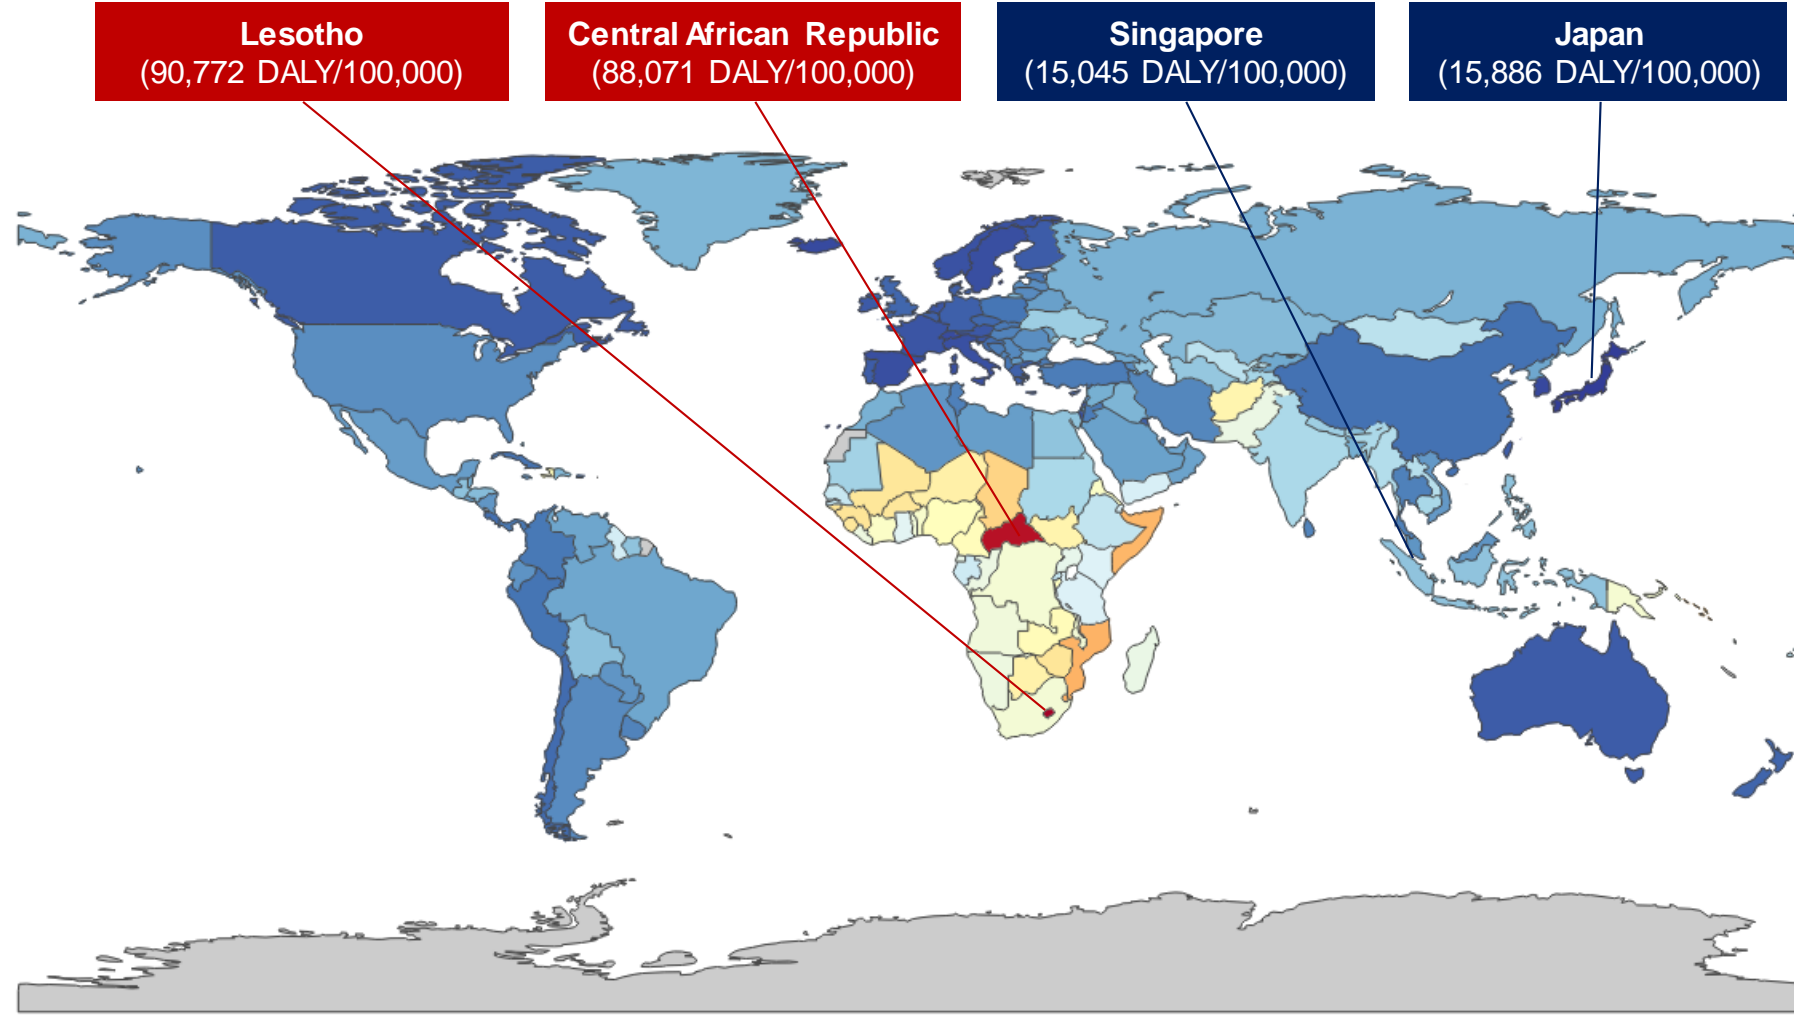 Lesotho
(90,772 DALY/100,000)
Central African Republic
(88,071 DALY/100,000)
Singapore
(15,045 DALY/100,000)
Japan
(15,886 DALY/100,000)